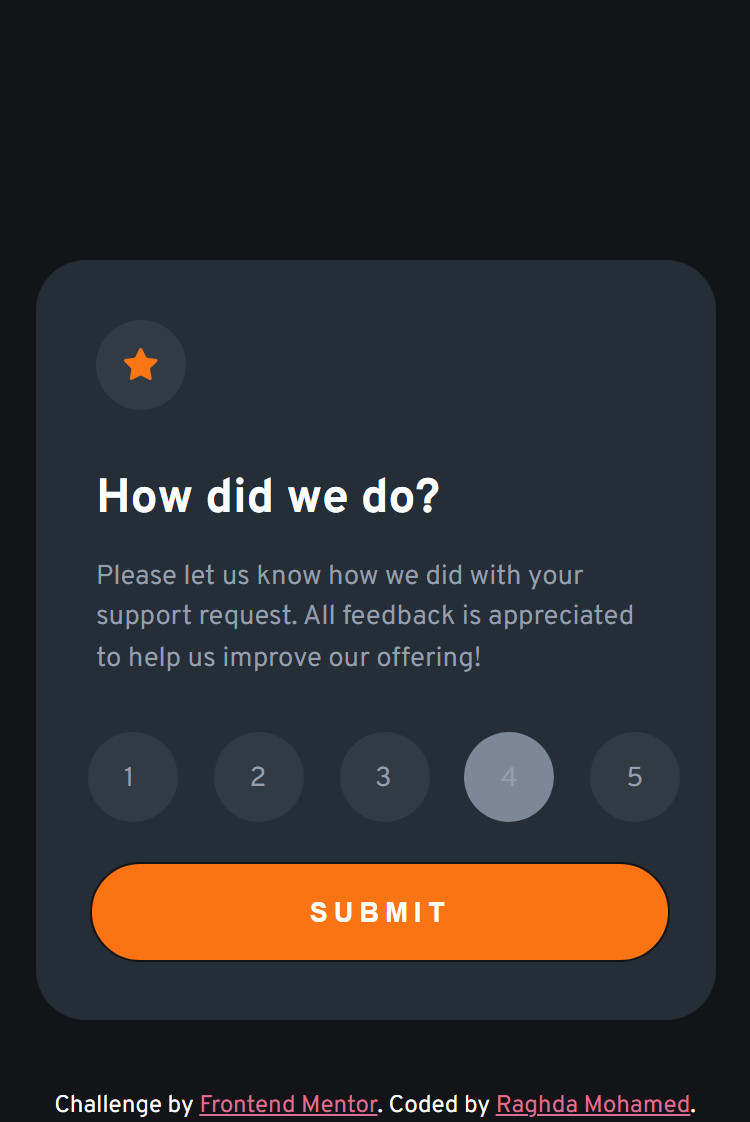 How did we do?
Please let us know how we did with your
support request. All feedback is appreciated
to help us improve our offering!
1 2 3 4 5
SUBMIT
Challenge by Frontend Mentor. Coded by Raghda Mohamed.